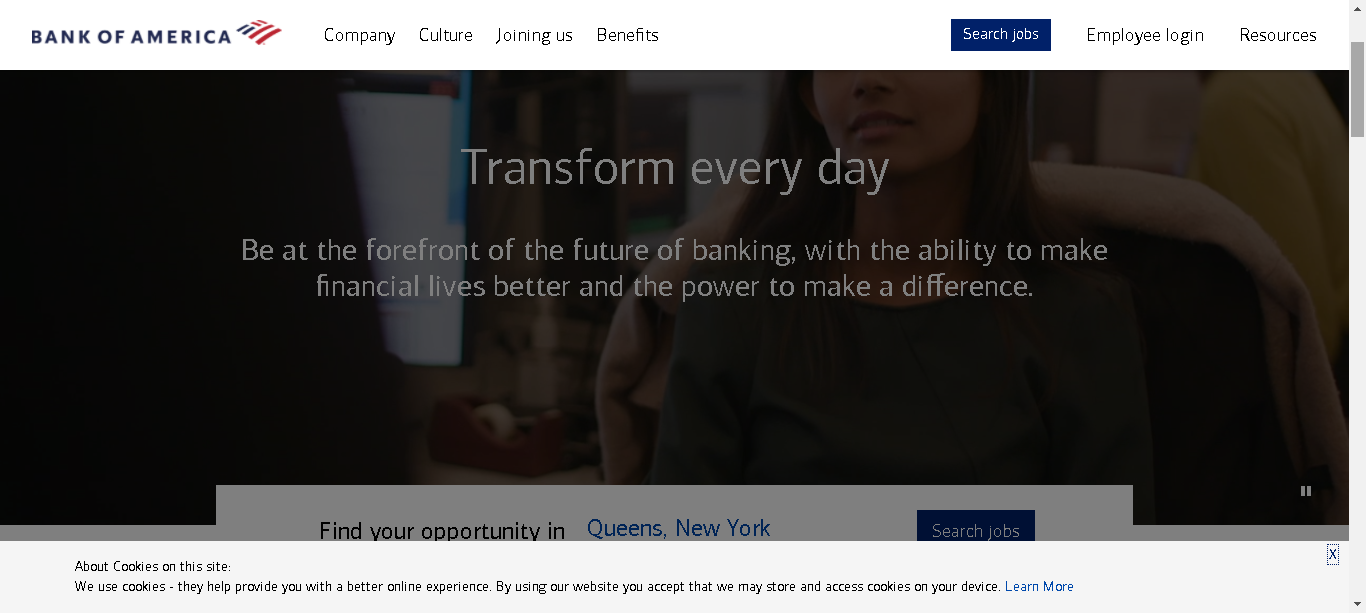 BANK OF AMERICA
Company Culture Joining us Benefits Search jobs Employee login Resources
Transform every day
Be at the forefront of the future of banking, with the ability to make
financial lives better and the power to make a difference.
Find your opportunity in Queens, New York Search jobs
X
About Cookies on this site:
We use cookies - they help provide you with a better online experience. By using our website you accept that we may store and access cookies on your device. Learn More